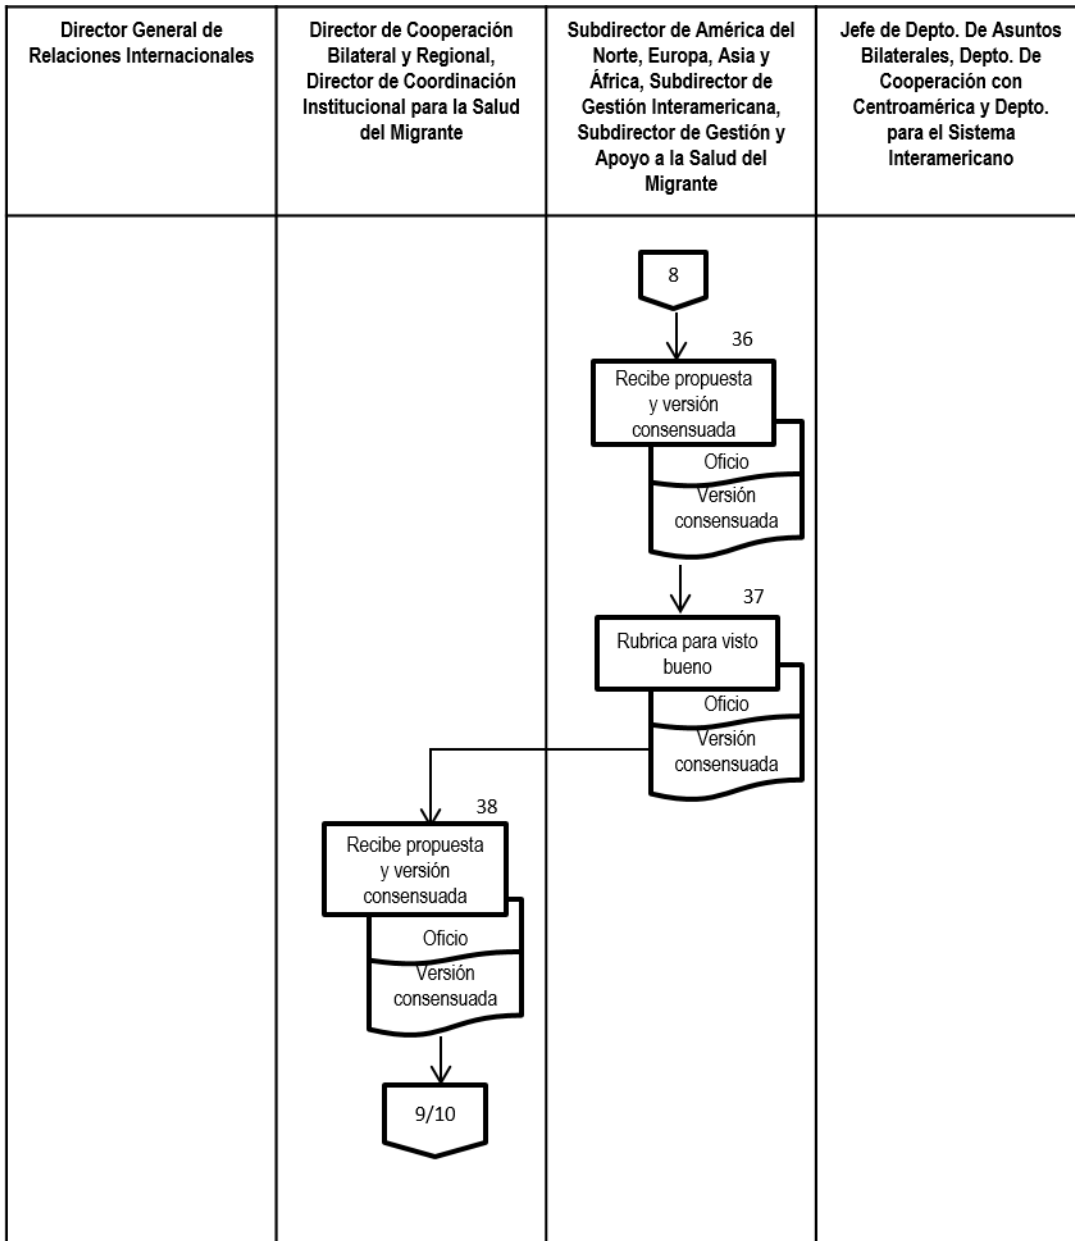 Director General de
Relaciones Internacionales
Director de Cooperación
Bilateral y Regional,
Director de Coordinación
Institucional para la Salud
del Migrante
Subdirector de América del
Norte, Europa, Asia y
África, Subdirector de
Gestión Interamericana,
Subdirector de Gestión y
Apoyo a la Salud del
Migrante
Jefe de Depto. De Asuntos
Bilaterales, Depto. De
Cooperación con
Centroamérica y Depto.
para el Sistema
Interamericano
8
36
Recibe propuesta
y versión
consensuada
Oficio
Versión
consensuada
37
Rubrica para visto
bueno
Oficio
Versión
consensuada
38
Recibe propuesta
y versión
consensuada
Oficio
Versión
consensuada
9/10